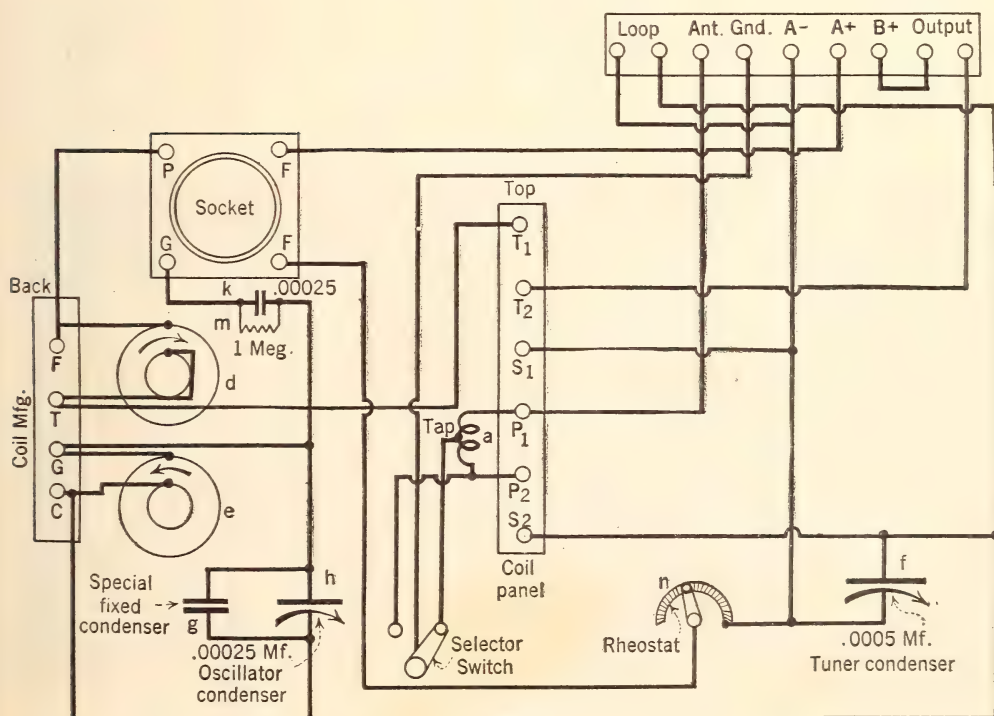 Loop Ant. Gnd. A- A+ B+ Output
P F
Socket
G F
k .00025
m
1 Meg.
Back
Coil Mfg.
F
T
G
C
d
e
Top
T1
T2
S1
P1
P2
S2
Coil
panel
Tap
a
Special
fixed
condenser
g
h
.00025 Mf.
Oscillator
condenser
Selector
Switch
n
Rheostat
f
.0005 Mf.
Tuner condenser